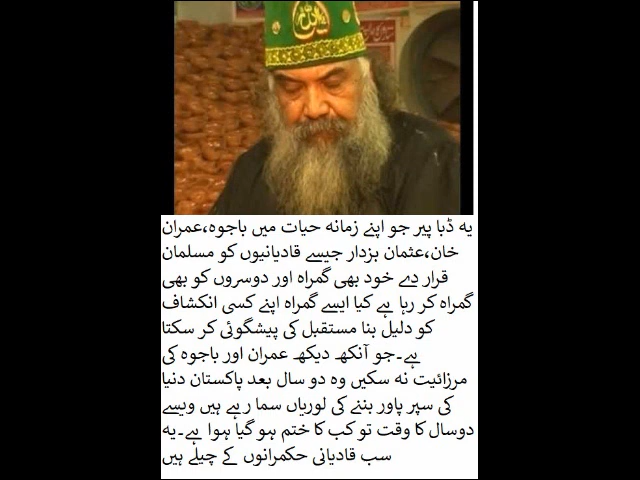 یہ ڈبا پیر جو اپنے زمانہ حیات میں باجوہ،عمران
خان،عثمان بزدار جیسے قادیانیوں کو مسلمان
قرار دے خود بھی گمراہ اور دوسروں کو بھی
گمراہ کر رہا ہے کیا ایسے گمراہ اپنے کسی انکشاف
کو دلیل بنا مستقبل کی پیشگوئی کر سکتا
ہے۔جو آنکھ دیکھ عمران اور باجوہ کی
مرزائیت نہ سکیں وہ دو سال بعد پاکستان دنیا
کی سپر پاور بننے کی لوریاں سما رہے ہیں ویسے
دوسال کا وقت تو کب کا ختم ہو گیا ہوا ہے۔یہ
سب قادیانی حکمرانوں کے چیلے ہیں